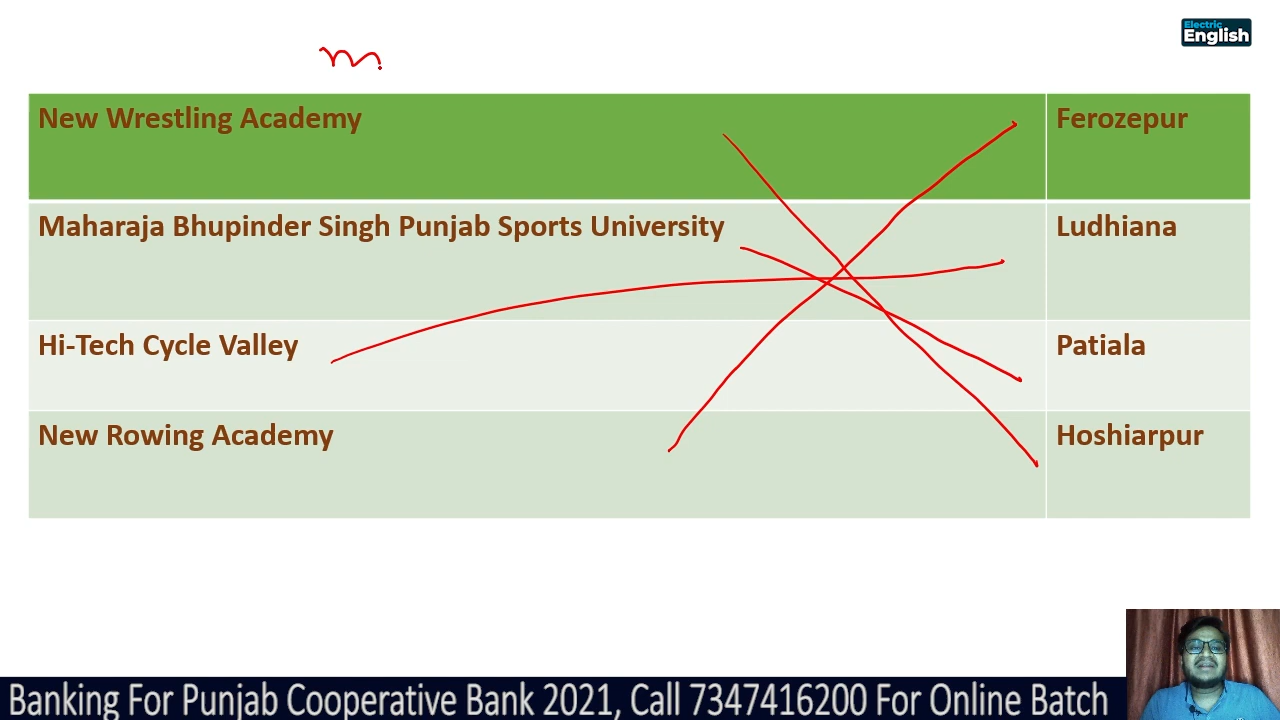 Electric
English
New Wrestling Academy Ferozepur
Maharaja Bhupinder Singh Punjab Sports University Ludhiana
Hi-Tech Cycle Valley Patiala
New Rowing Academy Hoshiarpur
Banking For Punjab Cooperative Bank 2021, Call 7347416200 For Online Batch